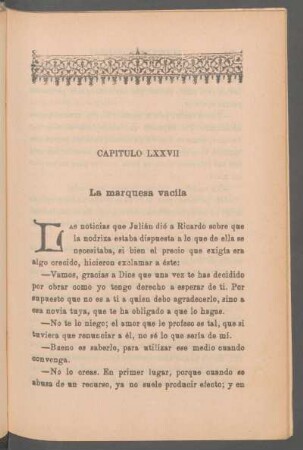 CAPITULO LXXVII
La marquesa vacila
LAS noticias que Julián dió a Ricardo sobre que
la nodriza estaba dispuesta a lo que de ella se
necesitaba, si bien el precio que exigía era
algo crecido, hicieron exclamar a éste:
—Vamos, gracias a Dios que una vez te has decidido
por obrar como yo tengo derecho a esperar de ti. Por
supuesto que no es a ti a quien debo agradecerlo, sino a
esa novia tuya, que te ha obligado a que lo hagas.
—No te lo niego; el amor que le profeso es tal, que si
tuviera que renunciar a él, no sé lo que sería de mí.
—Bueno es saberlo, para utilizar ese medio cuando
convenga.
—No lo creas. En primer lugar, porque cuando se
abusa de un recurso, ya no suele producir efecto; y en